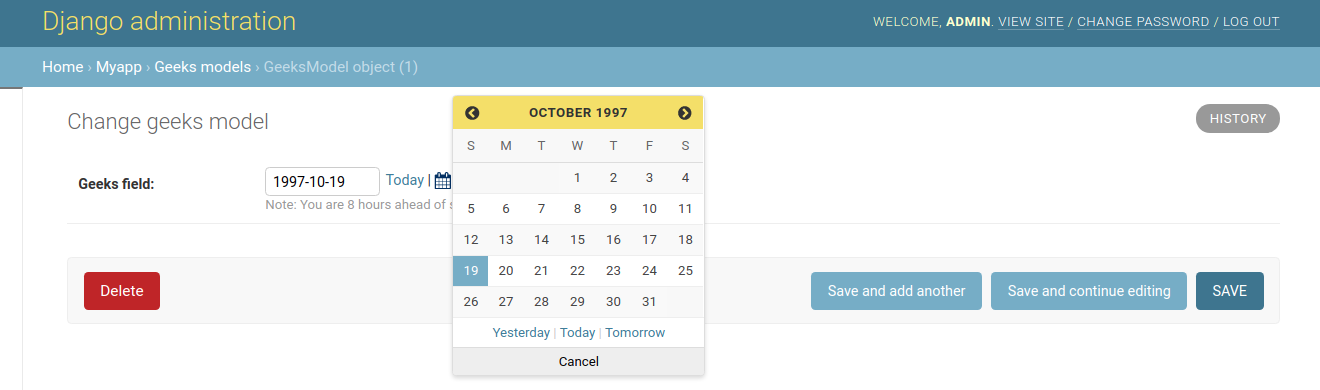 Django administration
WELCOME, ADMIN. VIEW SITE / CHANGE PASSWORD / LOG OUT
Home › Myapp › Geeks models › GeeksModel object (1)
Change geeks model
HISTORY
Geeks field:
1997-10-19
Today |
Note: You are 8 hours ahead of
OCTOBER 1997
S M T W T F S
1 2 3 4
5 6 7 8 9 10 11
12 13 14 15 16 17 18
19 20 21 22 23 24 25
26 27 28 29 30 31
Yesterday | Today | Tomorrow
Cancel
Delete
Save and add another
Save and continue editing
SAVE